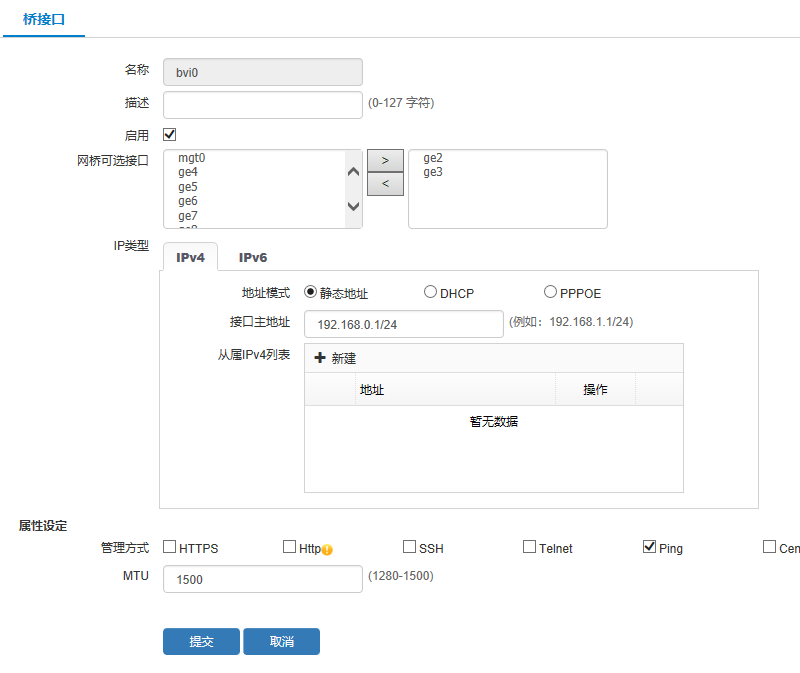 桥接口
名称 bvi0
描述 (0-127 字符)
启用
网桥可选接口 mgt0 > ge2
ge4 ge3
ge5 <
ge6
ge7
IP类型 IPv4 IPv6
地址模式 静态地址 DHCP PPPOE
接口主地址 192.168.0.1/24 (例如：192.168.1.1/24)
从属IPv4列表 + 新建
地址 操作
暂无数据
属性设定
管理方式 HTTPS Http SSH Telnet Ping Cen
MTU 1500 (1280-1500)
提交 取消